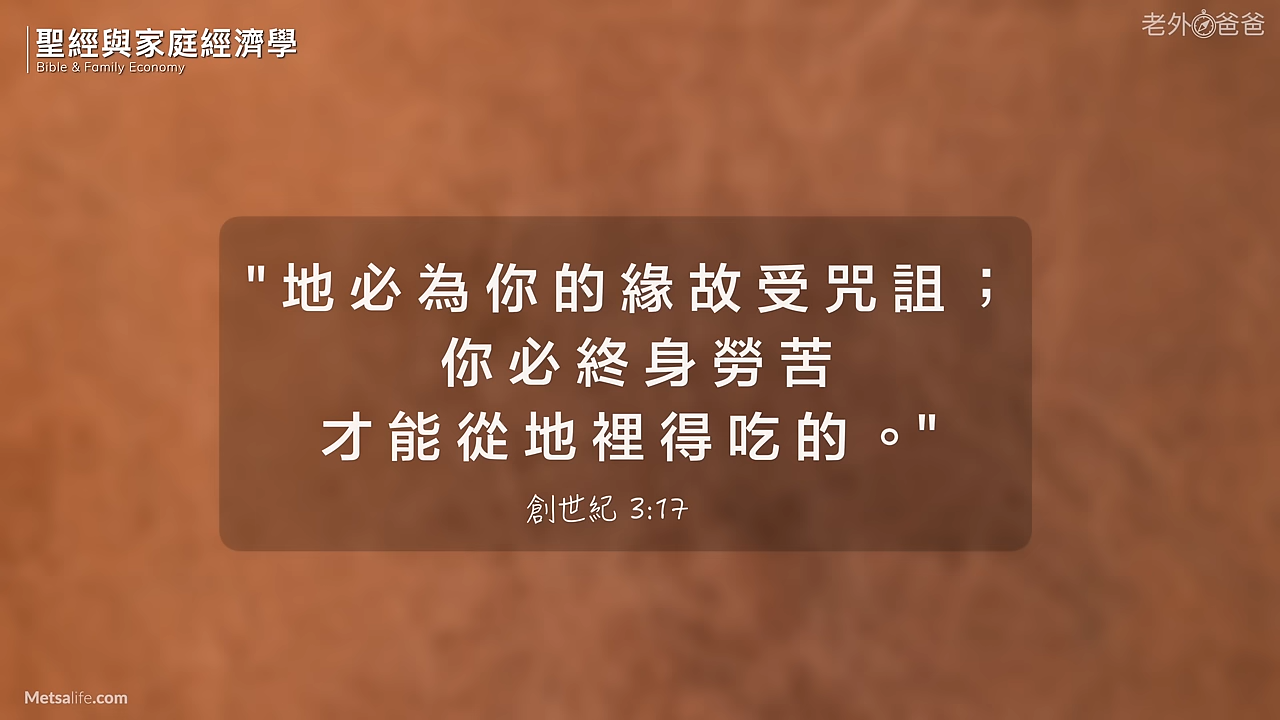 聖經與家庭經濟學
Bible & Family Economy
老外爸爸
"地必為你的緣故受咒詛；
你必終身勞苦
才能從地裡得吃的。"
創世紀 3:17
Metsalife.com